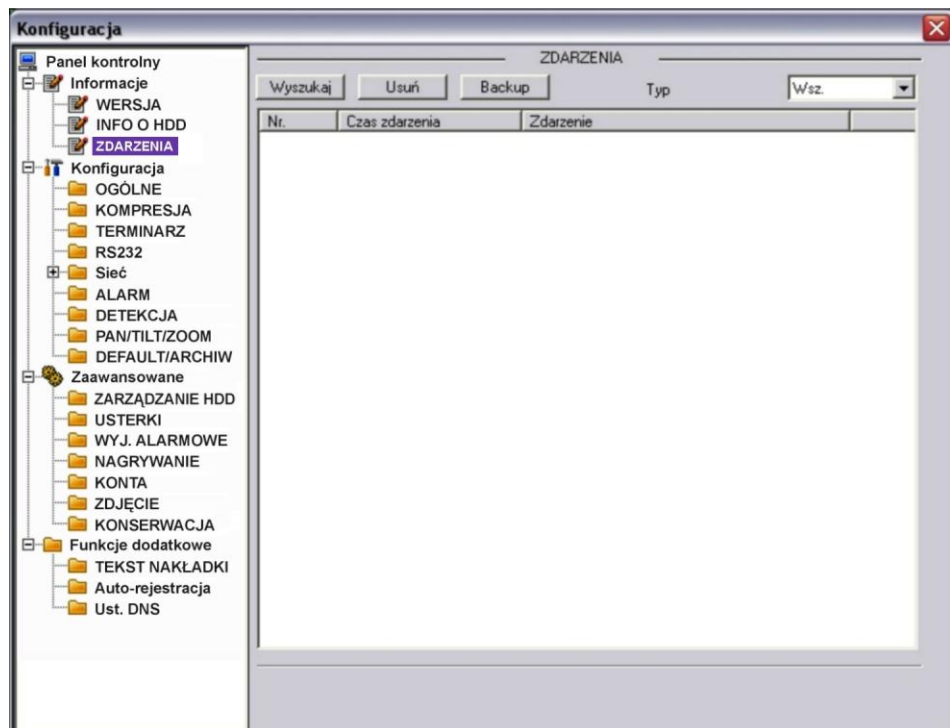 Konfiguracja
Panel kontrolny
Informacje
WERSJA
INFO O HDD
ZDARZENIA
Konfiguracja
OGÓLNE
KOMPRESJA
TERMINARZ
RS232
Sieć
ALARM
DETEKCJA
PAN/TILT/ZOOM
DEFAULT/ARCHIW
Zaawansowane
ZARZĄDZANIE HDD
USTERKI
WYJ. ALARMOWE
NAGRYWANIE
KONTA
ZDJĘCIE
KONSERWACJA
Funkcje dodatkowe
TEKST NAKŁADKI
Auto-rejestracja
Ust. DNS
ZDARZENIA
Wyszukaj Usuń Backup Typ Wsz.
Nr. Czas zdarzenia Zdarzenie